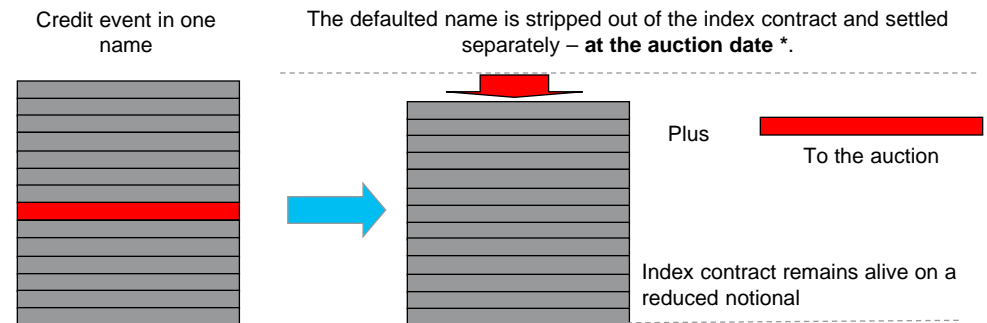 Credit event in one
name
The defaulted name is stripped out of the index contract and settled
separately – at the auction date *.
Plus
To the auction
Index contract remains alive on a
reduced notional